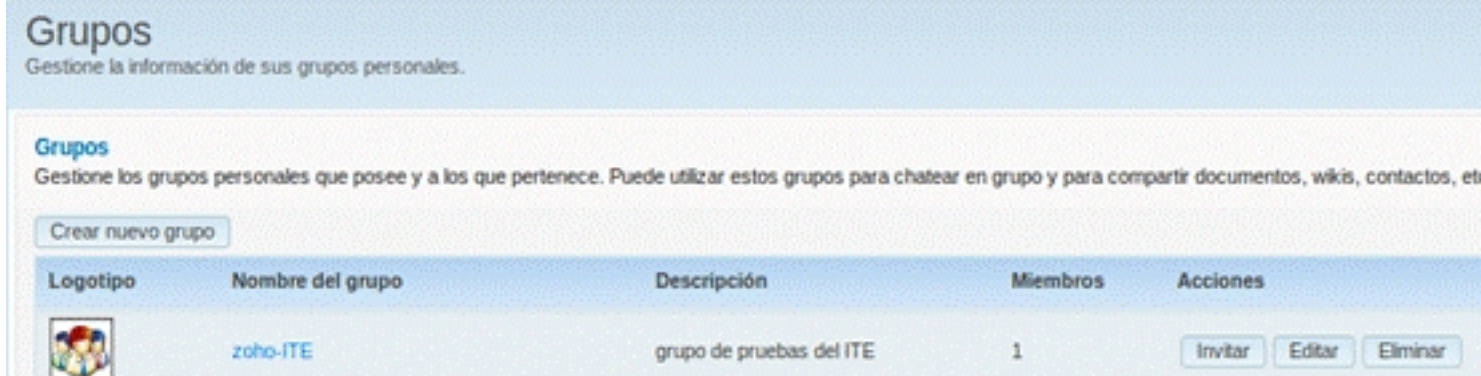 Grupos
Gestione la información de sus grupos personales.
Grupos
Gestione los grupos personales que posee y a los que pertenece. Puede utilizar estos grupos para chatear en grupo y para compartir documentos, wikis, contactos,
Crear nuevo grupo
Logotipo Nombre del grupo Descripción Miembros Acciones
zoho-ITE grupo de pruebas del ITE 1 Invitar Editar Eliminar